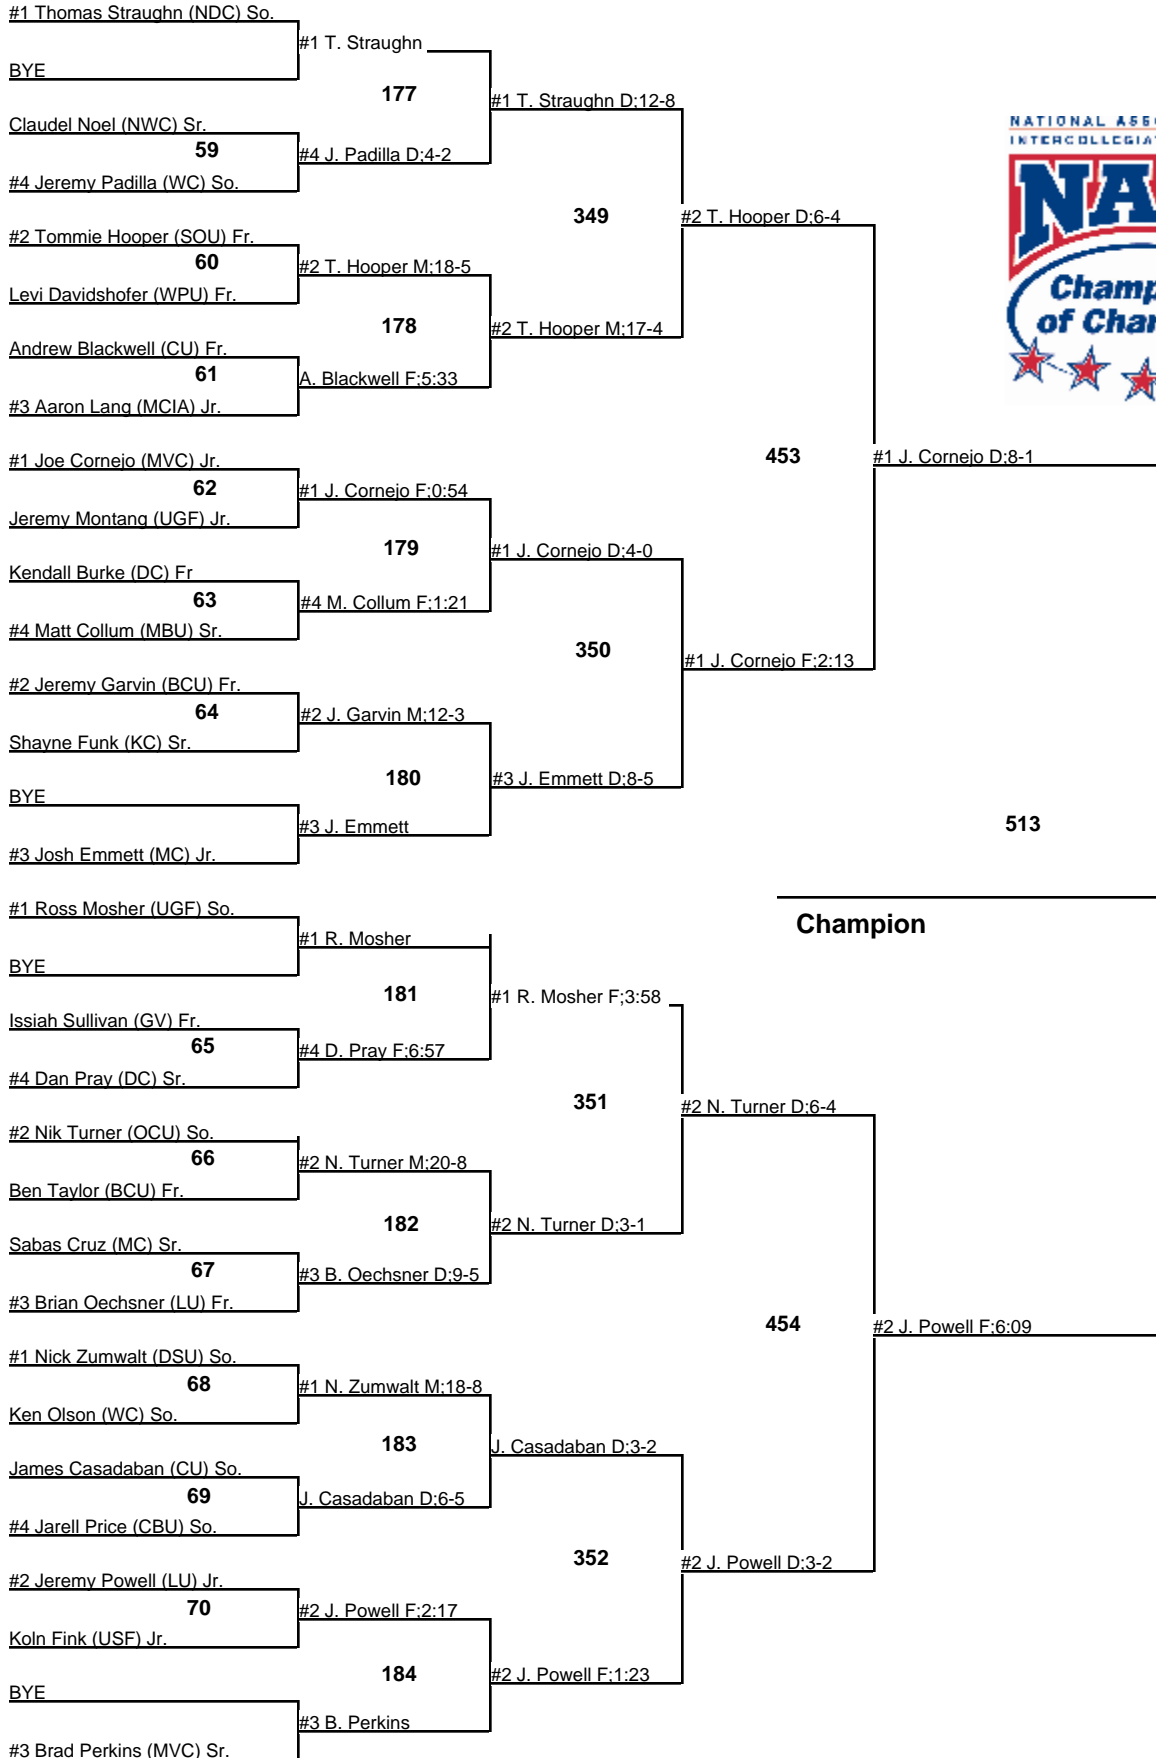 #1 Thomas Straughn (NDC) So.
#1 T. Straughn
BYE
177
#1 T. Straughn D;12-8
Claudel Noel (NWC) Sr.
59
#4 J. Padilla D;4-2
#4 Jeremy Padilla (WC) So.
349
#2 T. Hooper D;6-4
#2 Tommie Hooper (SOU) Fr.
60
#2 T. Hooper M;18-5
Levi Davidshofer (WPU) Fr.
178
#2 T. Hooper M;17-4
Andrew Blackwell (CU) Fr.
61
A. Blackwell F;5:33
#3 Aaron Lang (MCIA) Jr.
NATIONAL ASS
INTERCOLLEGIA
NA
Champ
of Char
453
#1 J. Cornejo D;8-1
#1 Joe Cornejo (MVC) Jr.
62
#1 J. Cornejo F;0:54
Jeremy Montang (UGF) Jr.
179
#1 J. Cornejo D;4-0
Kendall Burke (DC) Fr
63
#4 M. Collum F;1:21
#4 Matt Collum (MBU) Sr.
350
#1 J. Cornejo F;2:13
#2 Jeremy Garvin (BCU) Fr.
64
#2 J. Garvin M;12-3
Shayne Funk (KC) Sr.
180
#3 J. Emmett D;8-5
BYE
#3 J. Emmett
513
#3 Josh Emmett (MC) Jr.
Champion
#1 Ross Mosher (UGF) So.
#1 R. Mosher
BYE
181
#1 R. Mosher F;3:58
Issiah Sullivan (GV) Fr.
65
#4 D. Pray F;6:57
#4 Dan Pray (DC) Sr.
351
#2 N. Turner D;6-4
#2 Nik Turner (OCU) So.
66
#2 N. Turner M;20-8
Ben Taylor (BCU) Fr.
182
#2 N. Turner D;3-1
Sabas Cruz (MC) Sr.
67
#3 B. Oechsner D;9-5
#3 Brian Oechsner (LU) Fr.
454
#2 J. Powell F;6:09
#1 Nick Zumwalt (DSU) So.
68
#1 N. Zumwalt M;18-8
Ken Olson (WC) So.
183
J. Casadaban D;3-2
James Casadaban (CU) So.
69
J. Casadaban D;6-5
#4 Jarell Price (CBU) So.
352
#2 J. Powell D;3-2
#2 Jeremy Powell (LU) Jr.
70
#2 J. Powell F;2:17
Koln Fink (USF) Jr.
184
#2 J. Powell F;1:23
BYE
#3 B. Perkins
#3 Brad Perkins (MVC) Sr.